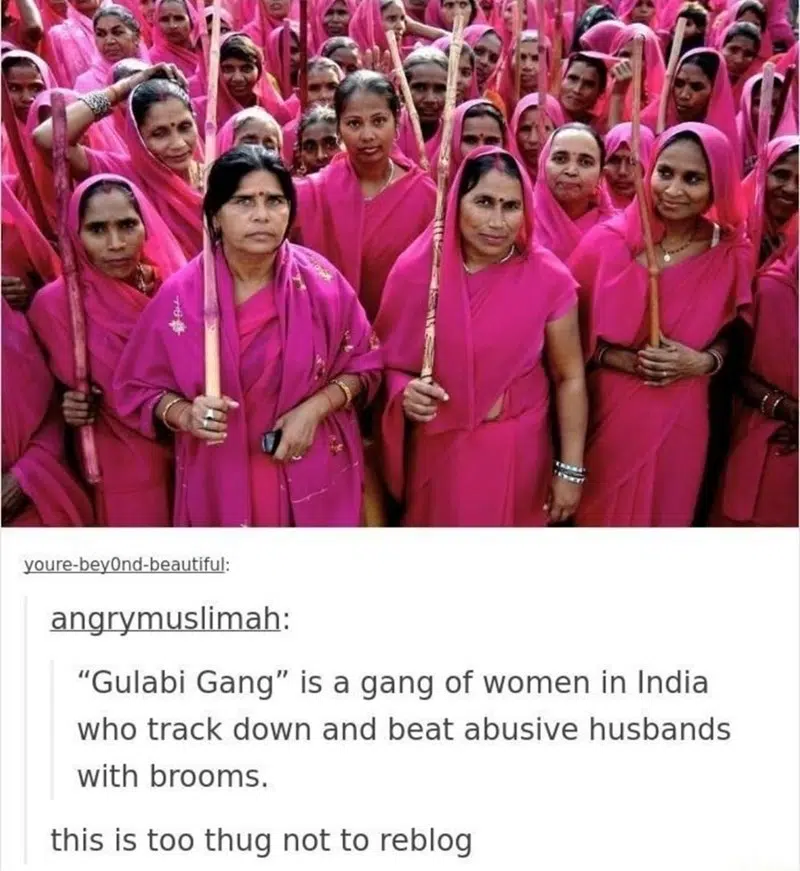 youre-bey0nd-beautiful:
angrymuslimah:
“Gulabi Gang” is a gang of women in India
who track down and beat abusive husbands
with brooms.
this is too thug not to reblog